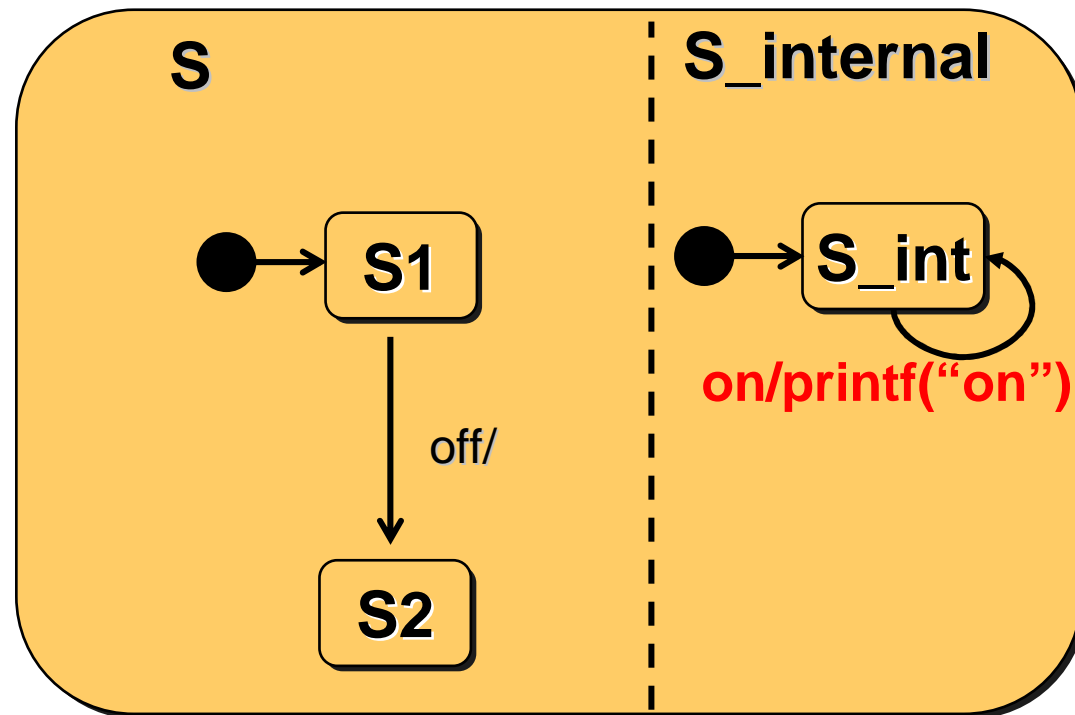 S
S_internal
S1
S_int
on/printf(“on”)
off/
S2